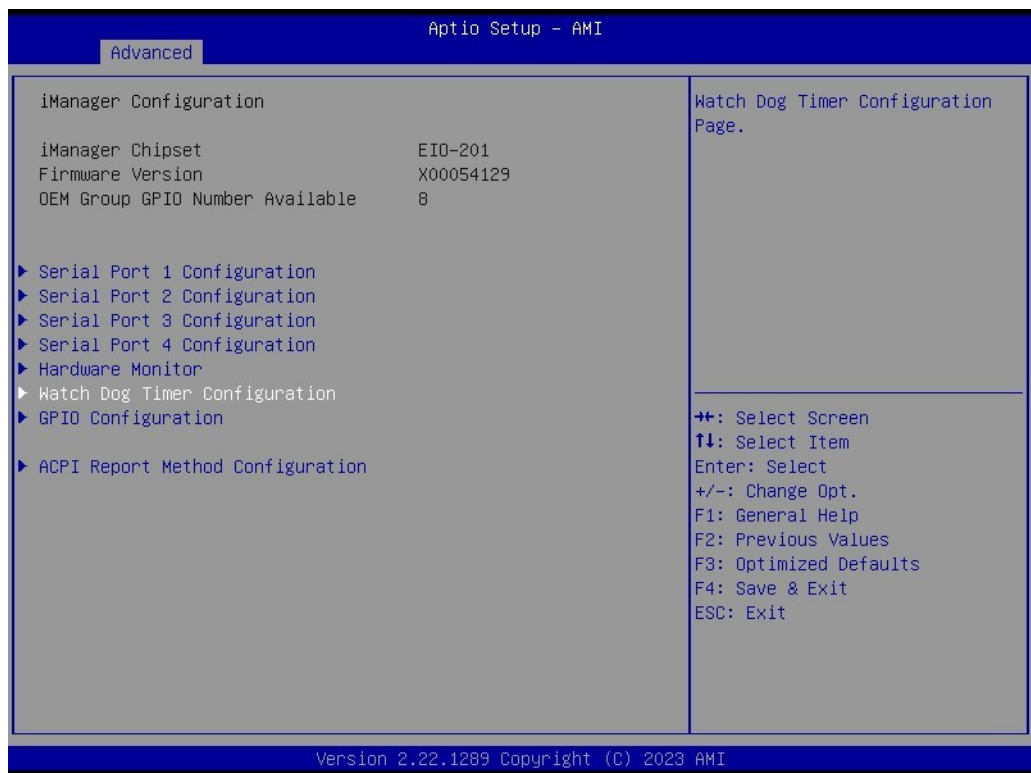 Aptio Setup – AMI
Advanced
iManager Configuration
iManager Chipset EIO-201
Firmware Version X00054129
OEM Group GPIO Number Available 8
Serial Port 1 Configuration
Serial Port 2 Configuration
Serial Port 3 Configuration
Serial Port 4 Configuration
Hardware Monitor
Watch Dog Timer Configuration
GPIO Configuration
ACPI Report Method Configuration
Watch Dog Timer Configuration
Page.
→←: Select Screen
↑↓: Select Item
Enter: Select
+/-: Change Opt.
F1: General Help
F2: Previous Values
F3: Optimized Defaults
F4: Save & Exit
ESC: Exit
Version 2.22.1289 Copyright (C) 2023 AMI